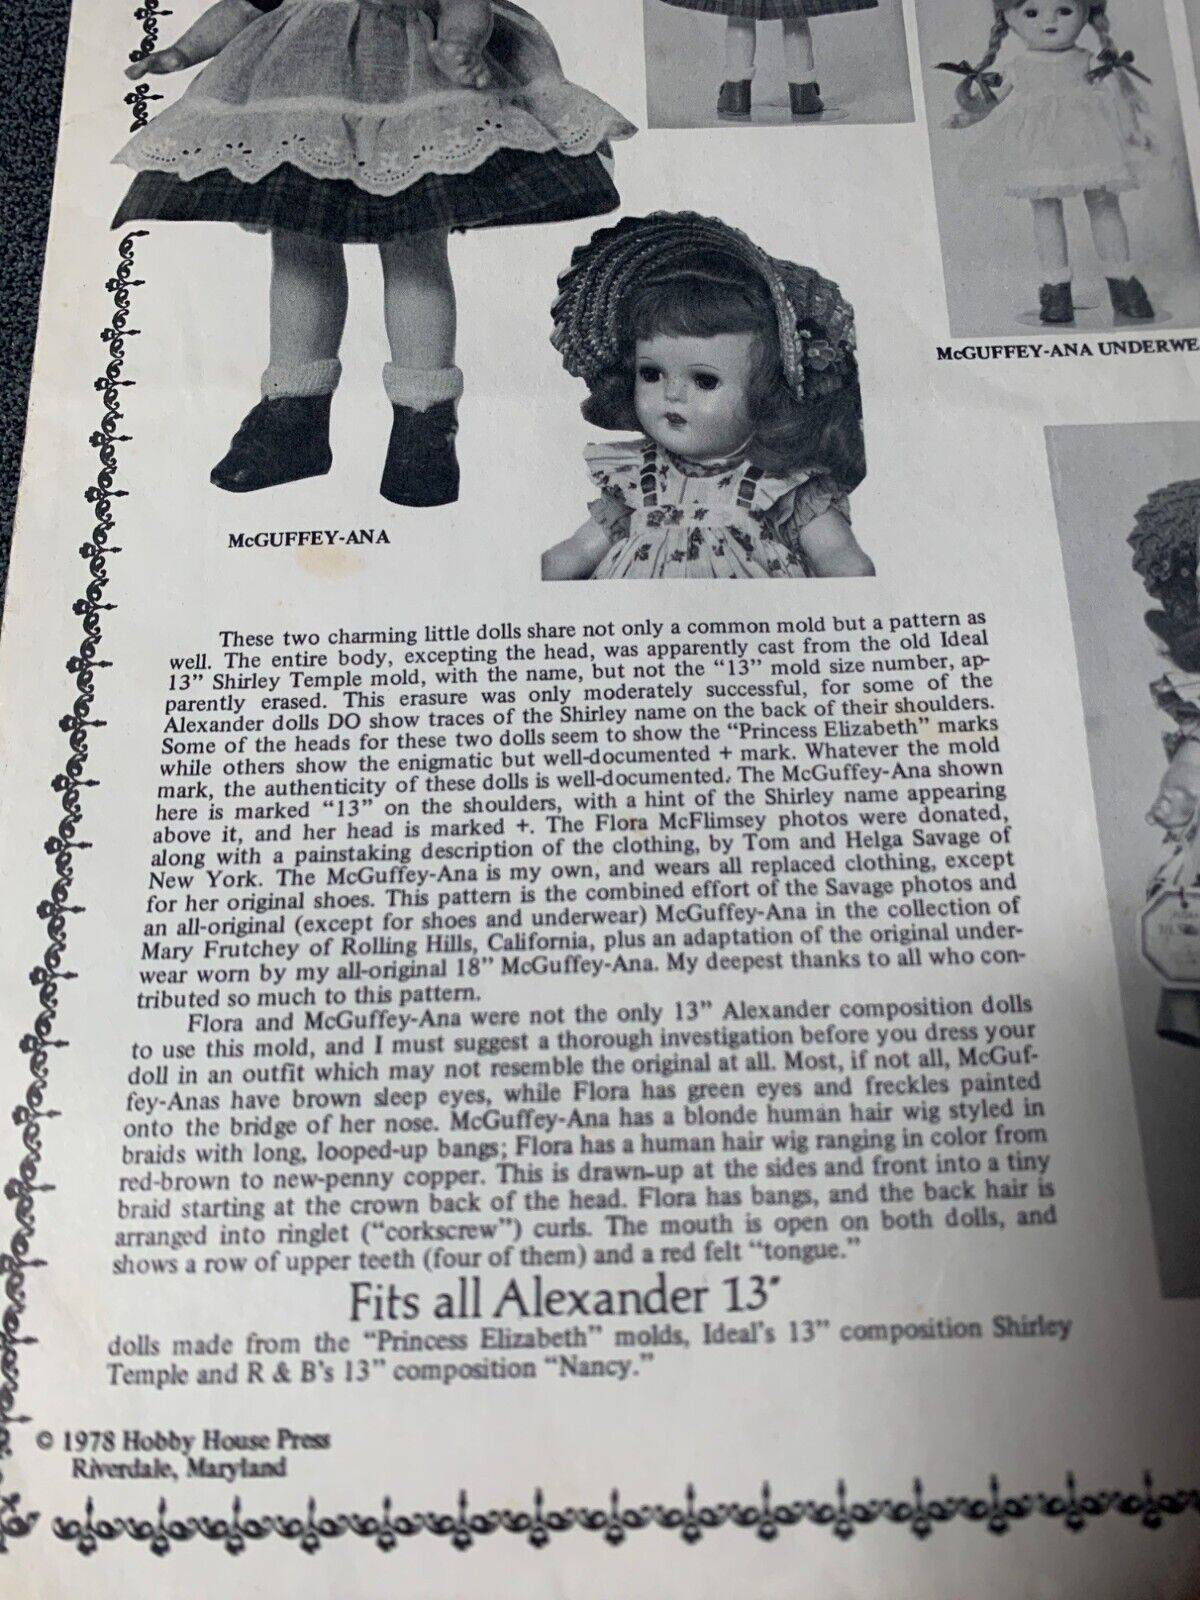 McGUFFEY-ANA UNDERWE
McGUFFEY-ANA
These two charming little dolls share not only a common mold but a pattern as
well. The entire body, excepting the head, was apparently cast from the old Ideal
13” Shirley Temple mold, with the name, but not the “13” mold size number, ap-
parently erased. This erasure was only moderately successful, for some of the
Alexander dolls DO show traces of the Shirley name on the back of their shoulders.
Some of the heads for these two dolls seem to show the “Princess Elizabeth” marks
while others show the enigmatic but well-documented + mark. Whatever the mold
mark, the authenticity of these dolls is well-documented. The McGuffey-Ana shown
here is marked “13” on the shoulders, with a hint of the Shirley name appearing
above it, and her head is marked +. The Flora McFlimsey photos were donated,
along with a painstaking description of the clothing, by Tom and Helga Savage of
New York. The McGuffey-Ana is my own, and wears all replaced clothing, except
for her original shoes. This pattern is the combined effort of the Savage photos and
an all-original (except for shoes and underwear) McGuffey-Ana in the collection of
Mary Frutchey of Rolling Hills, California, plus an adaptation of the original under-
wear worn by my all-original 18” McGuffey-Ana. My deepest thanks to all who con-
tributed so much to this pattern.
Flora and McGuffey-Ana were not the only 13” Alexander composition dolls
to use this mold, and I must suggest a thorough investigation before you dress your
doll in an outfit which may not resemble the original at all. Most, if not all, McGuf-
fey-Anas have brown sleep eyes, while Flora has green eyes and freckles painted
onto the bridge of her nose. McGuffey-Ana has a blonde human hair wig styled in
braids with long, looped-up bangs; Flora has a human hair wig ranging in color from
red-brown to new-penny copper. This is drawn-up at the sides and front into a tiny
braid starting at the crown back of the head. Flora has bangs, and the back hair is
arranged into ringlet (“corkscrew”) curls. The mouth is open on both dolls, and
shows a row of upper teeth (four of them) and a red felt “tongue.”
Fits all Alexander 13”
dolls made from the “Princess Elizabeth” molds, Ideal's 13” composition Shirley
Temple and R & B's 13” composition “Nancy.”
© 1978 Hobby House Press
Riverdale, Maryland